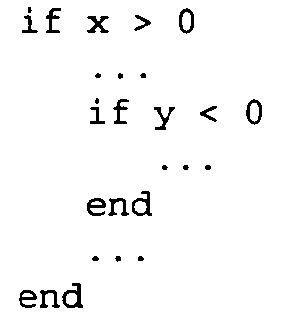 if x > 0
...
if y < 0
...
end
...
end